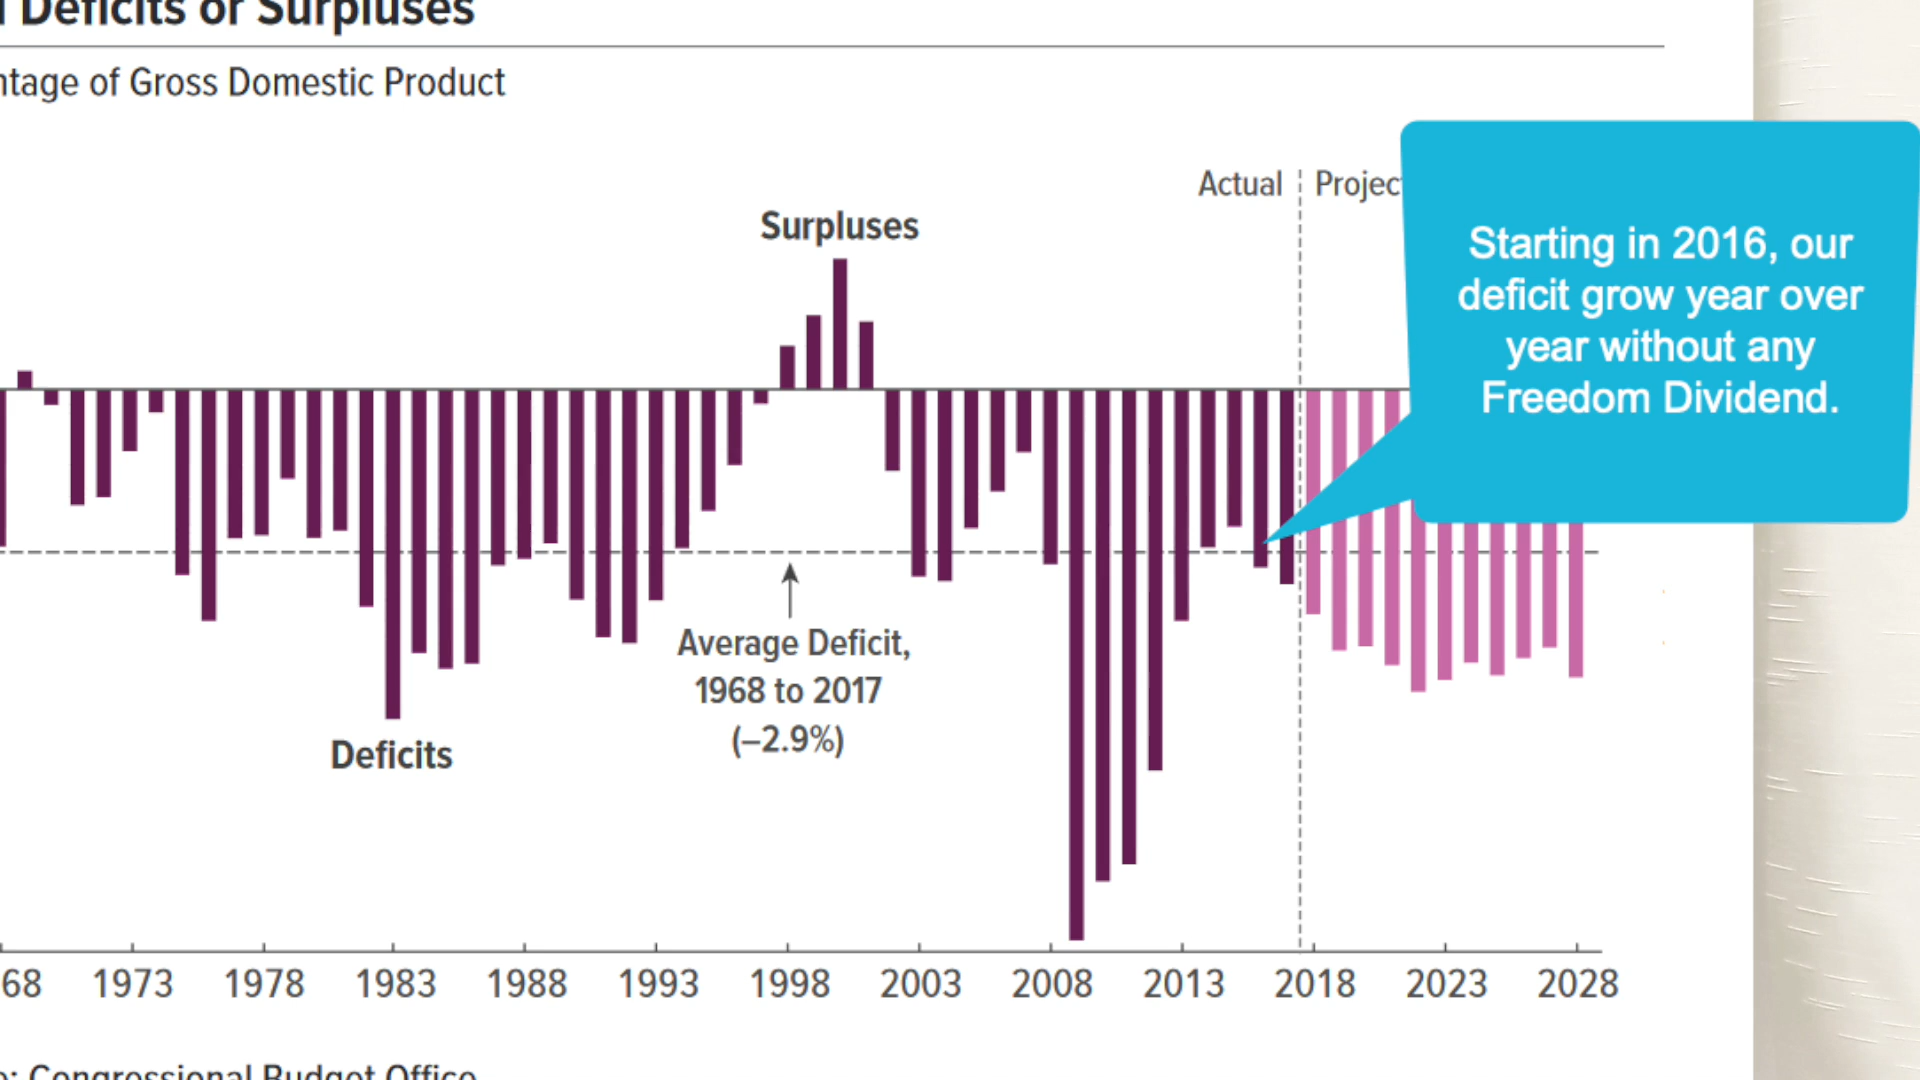 Deficits or Surpluses
ntage of Gross Domestic Product
Actual Projec
Surpluses
Starting in 2016, our
deficit grow year over
year without any
Freedom Dividend.
Average Deficit,
1968 to 2017
(–2.9%)
Deficits
68 1973 1978 1983 1988 1993 1998 2003 2008 2013 2018 2023 2028
e: Congressional Budget Office